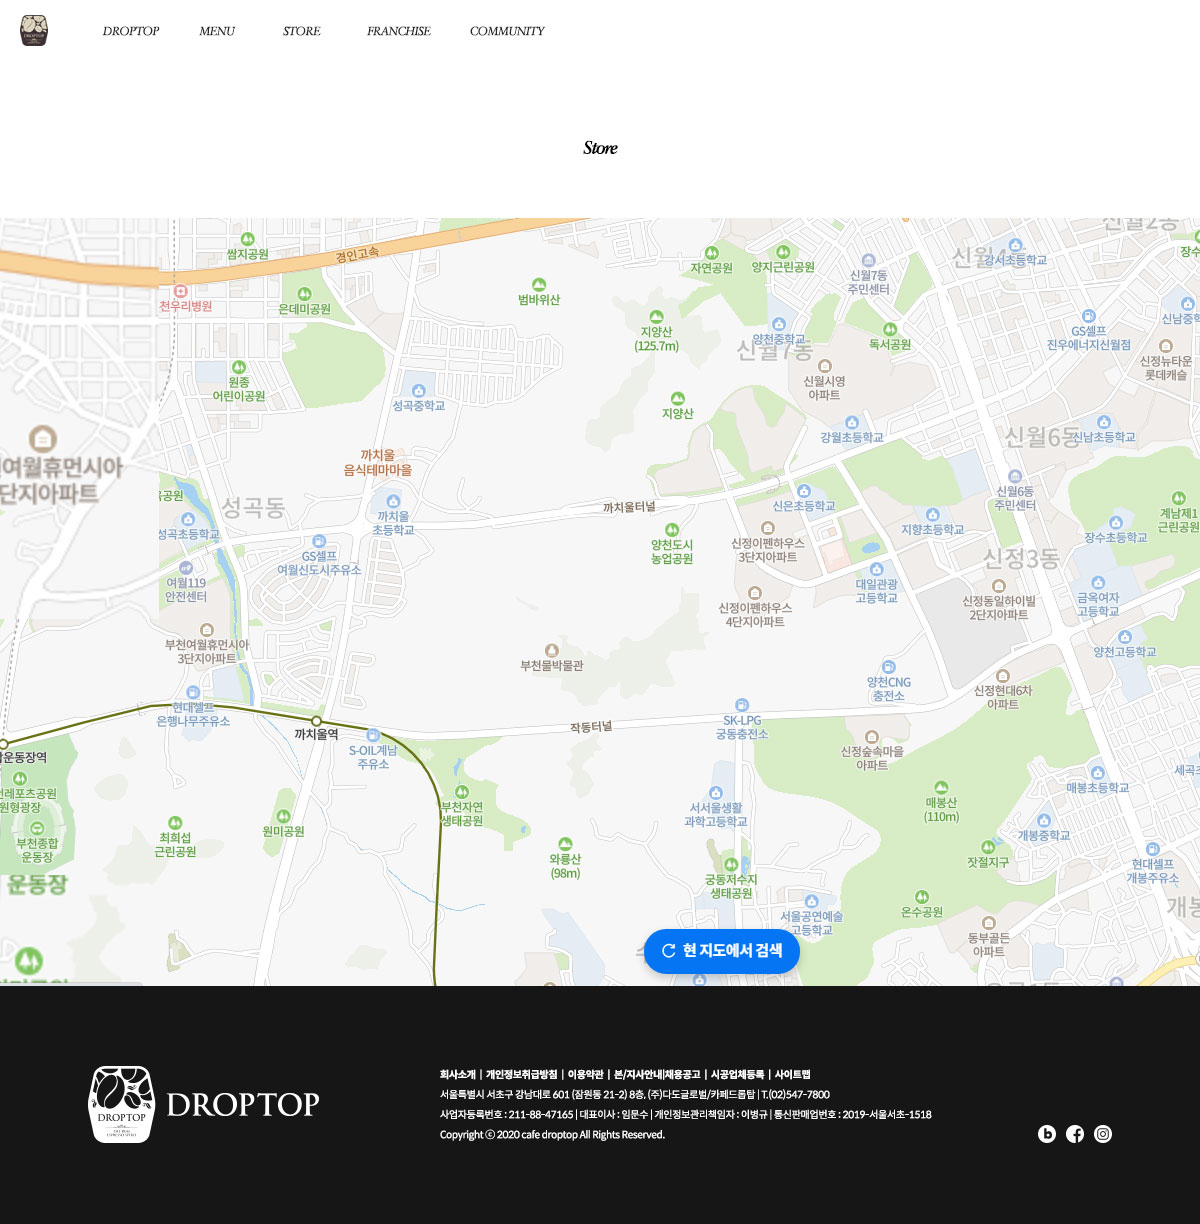 DROPTOP MENU STORE FRANCHISE COMMUNITY
Store
쌈지공원
경인고속
천우리병원
은데미공원
범바위산
자연공원
양지근린공원
신월7동
주민센터
강서초등학교
지양산
(125.7m)
양천중학교
신월7동
독서공원
GS셀프
진우에너지신월점
신정뉴타운
롯데캐슬
원종
어린이공원
성곡중학교
신월시영
아파트
지양산
강월초등학교
신월6동
신남초등학교
여월휴먼시아
3단지아파트
까치울
음식테마마을
성곡동
성곡초등학교
까치울
초등학교
까치울터널
신은초등학교
신월6동
주민센터
지향초등학교
계남제1
근린공원
장수초등학교
GS셀프
여월신도시주유소
양천도시
농업공원
신정이펜하우스
3단지아파트
신정3동
여월119
안전센터
대일관광
고등학교
신정이펜하우스
4단지아파트
신정동일하이빌
2단지아파트
금옥여자
고등학교
부천여월휴먼시아
3단지아파트
부천물박물관
양천고등학교
양천CNG
충전소
신정현대6차
아파트
현대셀프
은행나무주유소
까치울역
작동터널
SK-LPG
궁동충전소
S-OIL계남
주유소
신정숲속마을
아파트
운동장역
원형광장
부천종합
운동장
운동장
최희섭
근린공원
원미공원
부천자연
생태공원
서서울생활
과학고등학교
매봉산
(110m)
매봉초등학교
개봉중학교
와룡산
(98m)
궁동저수지
생태공원
잣절지구
현대셀프
개봉주유소
서울공연예술
고등학교
온수공원
동부골든
아파트
현 지도에서 검색
DROPTOP
회사소개 | 개인정보취급방침 | 이용약관 | 본/지사안내|채용공고 | 시공업체등록 | 사이트맵
서울특별시 서초구 강남대로 601 (잠원동 21-2) 8층, (주)다도글로벌/카페드롭탑 | T.(02)547-7800
사업자등록번호 : 211-88-47165 | 대표이사 : 임문수 | 개인정보관리책임자 : 이병규 | 통신판매업번호 : 2019-서울서초-1518
Copyright ⓒ 2020 cafe droptop All Rights Reserved.